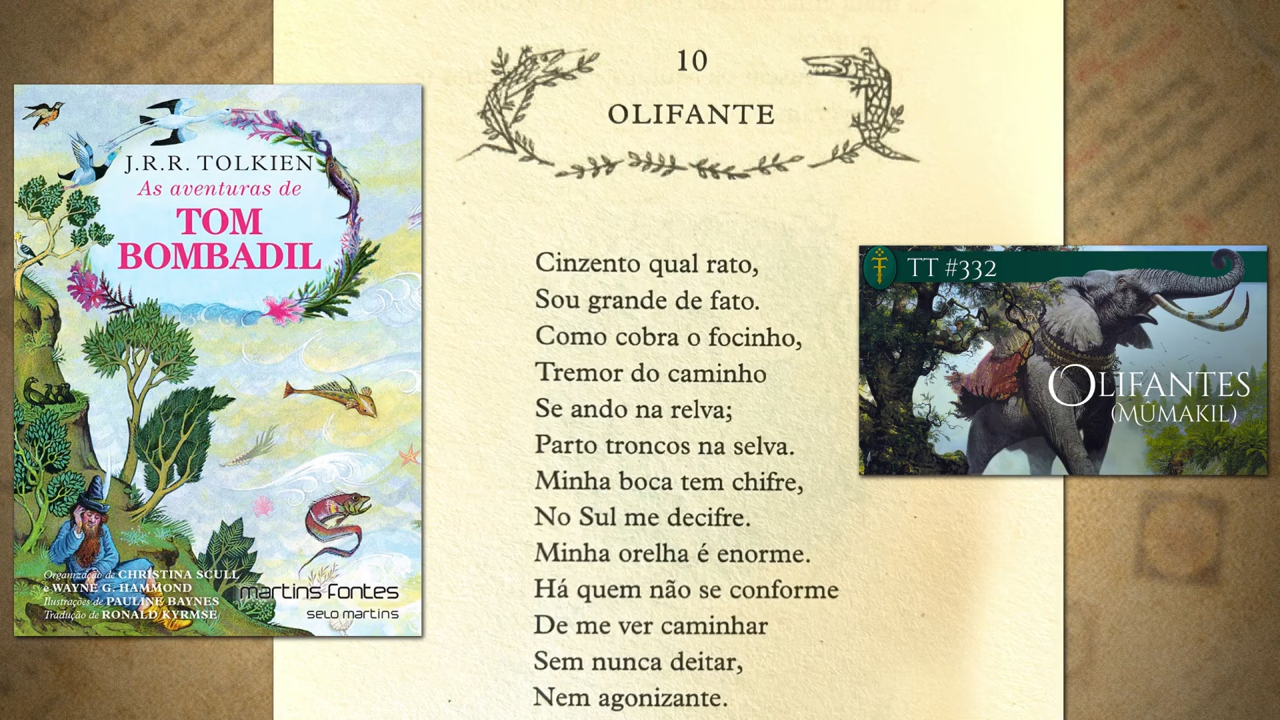 J.R.R. TOLKIEN
As aventuras de
TOM
BOMBADIL
Organização de CHRISTINA SCULL
e WAYNE G. HAMMOND
Ilustrações de PAULINE BAYNES
Tradução de RONALD KYRMSE
martins fontes
selo martins
10
OLIFANTE
Cinzento qual rato,
Sou grande de fato.
Como cobra o focinho,
Tremor do caminho
Se ando na relva;
Parto troncos na selva.
Minha boca tem chifre,
No Sul me decifre.
Minha orelha é enorme.
Há quem não se conforme
De me ver caminhar
Sem nunca deitar,
Nem agonizante.
TT #332
OLIFANTES
(MÛMAKIL)